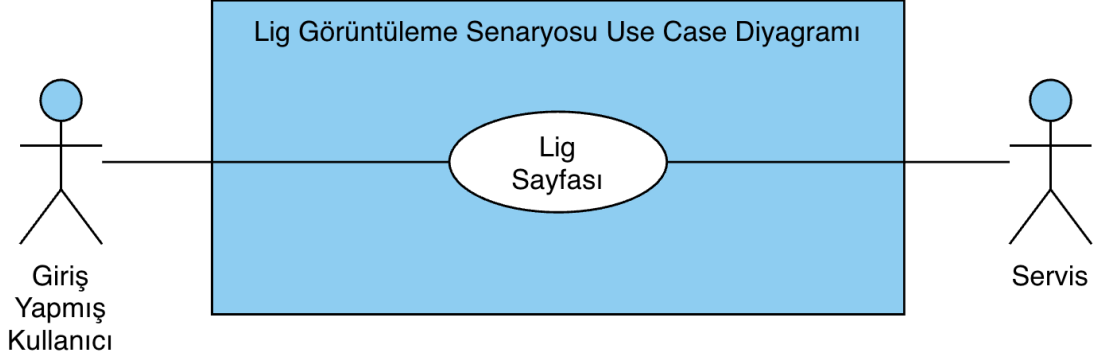 Lig Görüntüleme Senaryosu Use Case Diyagramı
Lig
Sayfası
Giriş
Yapmış
Kullanıcı
Servis